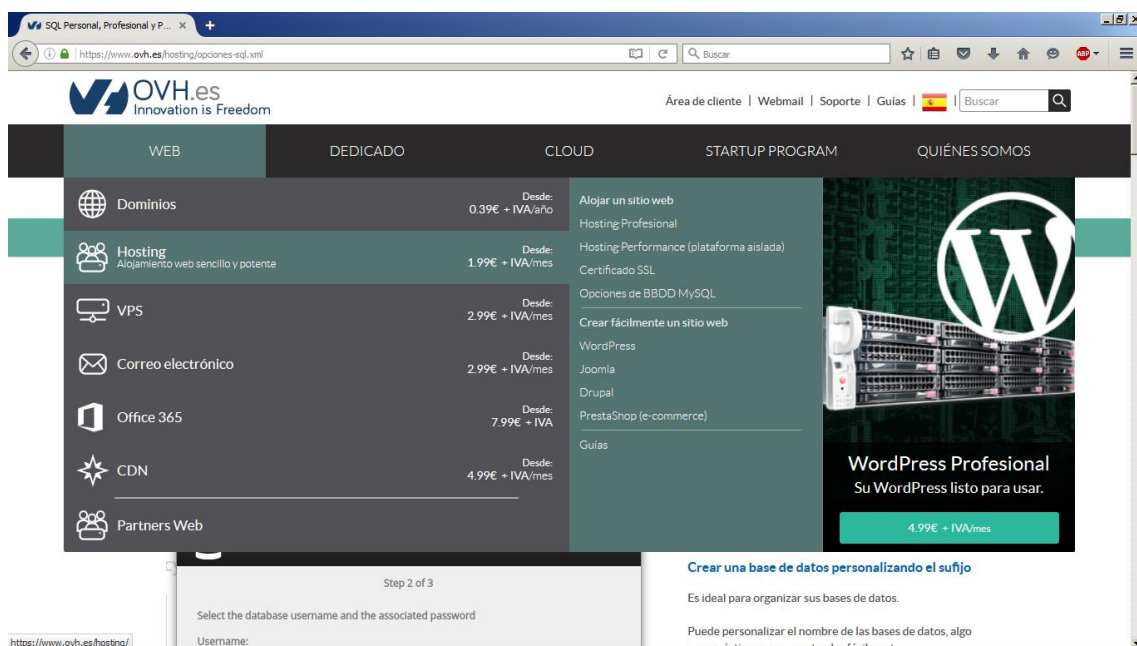 SQL Personal, Profesional y P...
https://www.ovh.es/hosting/opciones-sql.xml
Buscar
ABP
OVH.es
Innovation is Freedom
Área de cliente | Webmail | Soporte | Guías | | Buscar
WEB DEDICADO CLOUD STARTUP PROGRAM QUIÉNES SOMOS
Dominios
Desde:
0.39€ + IVA/año
Hosting
Alojamiento web sencillo y potente
Desde:
1.99€ + IVA/mes
VPS
Desde:
2.99€ + IVA/mes
Correo electrónico
Desde:
2.99€ + IVA/mes
Office 365
Desde:
7.99€ + IVA
CDN
Desde:
4.99€ + IVA/mes
Partners Web
Alojar un sitio web
Hosting Profesional
Hosting Performance (plataforma aislada)
Certificado SSL
Opciones de BBDD MySQL
Crear fácilmente un sitio web
WordPress
Joomla
Drupal
PrestaShop (e-commerce)
Guías
WordPress Profesional
Su WordPress listo para usar.
4.99€ + IVA/mes
Step 2 of 3
Select the database username and the associated password
Username:
Crear una base de datos personalizando el sufijo
Es ideal para organizar sus bases de datos.
Puede personalizar el nombre de las bases de datos, algo
https://www.ovh.es/hosting/